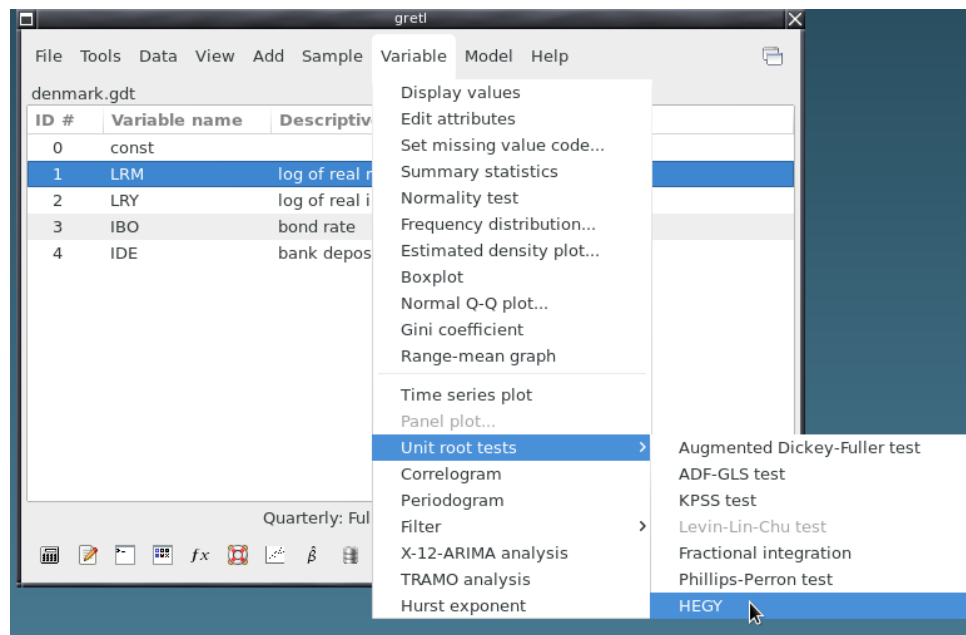 gretl
File Tools Data View Add Sample Variable Model Help
denmark.gdt
ID # Variable name Descriptiv
0 const
1 LRM log of real r
2 LRY log of real i
3 IBO bond rate
4 IDE bank depos
Quarterly: Ful
fx β̂
Display values
Edit attributes
Set missing value code...
Summary statistics
Normality test
Frequency distribution...
Estimated density plot...
Boxplot
Normal Q-Q plot...
Gini coefficient
Range-mean graph
Time series plot
Panel plot...
Unit root tests
Correlogram
Periodogram
Filter
X-12-ARIMA analysis
TRAMO analysis
Hurst exponent
Augmented Dickey-Fuller test
ADF-GLS test
KPSS test
Levin-Lin-Chu test
Fractional integration
Phillips-Perron test
HEGY